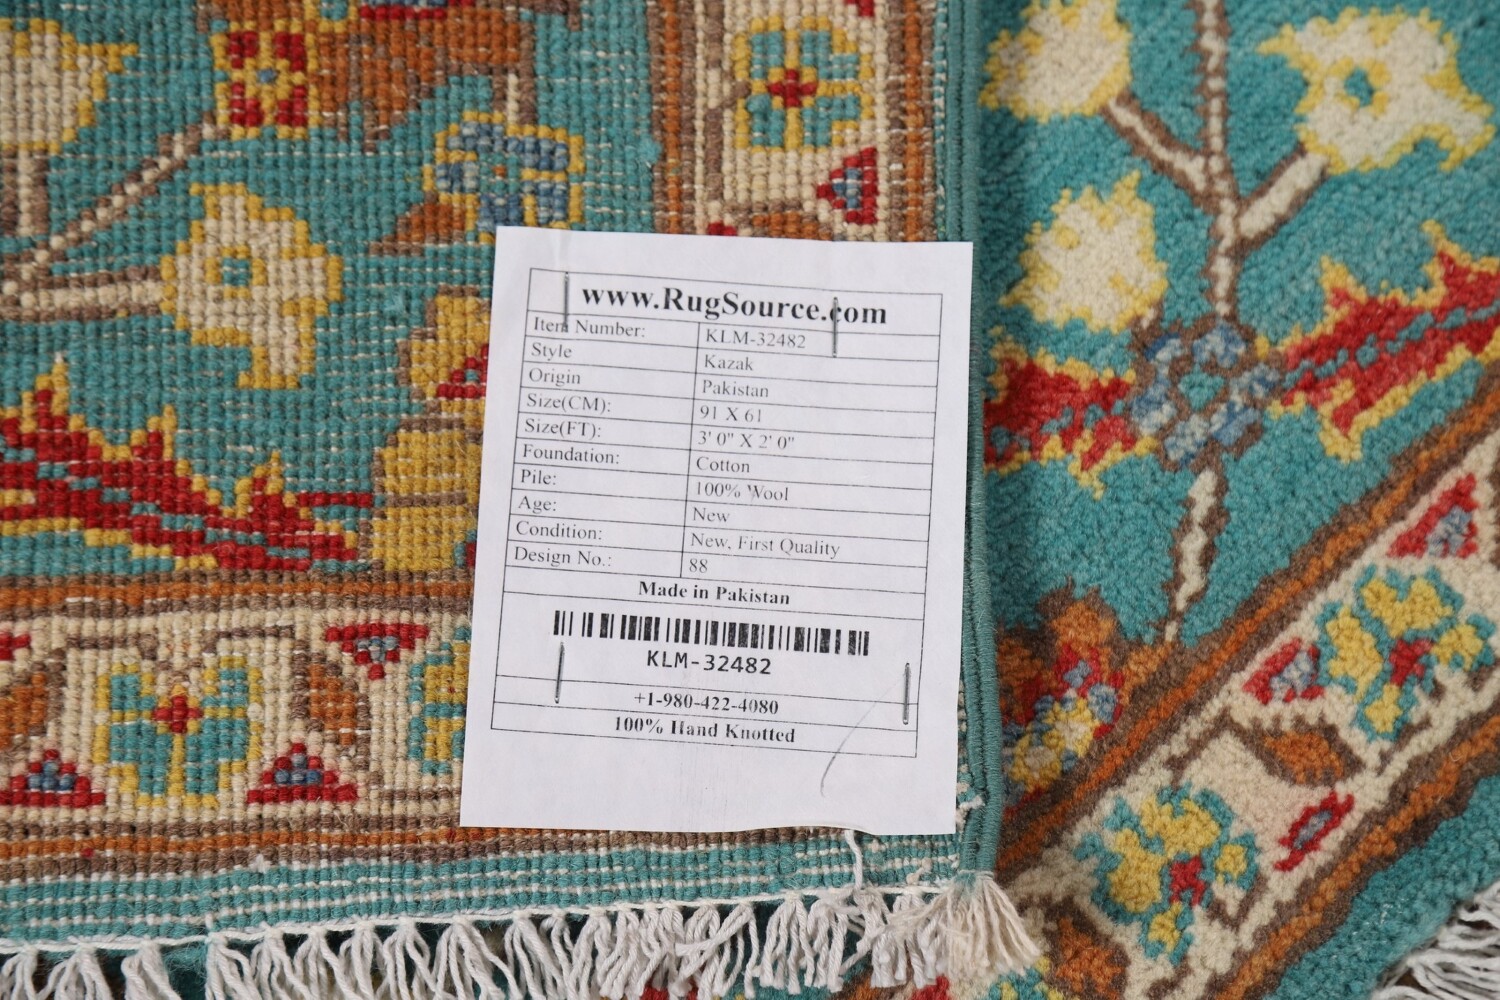 www.RugSource.com
Item Number: KLM-32482
Style Kazak
Origin Pakistan
Size(CM): 91 X 61
Size(FT): 3' 0" X 2' 0"
Foundation: Cotton
Pile: 100% Wool
Age: New
Condition: New, First Quality
Design No.: 88
Made in Pakistan
KLM-32482
+1-980-422-4080
100% Hand Knotted